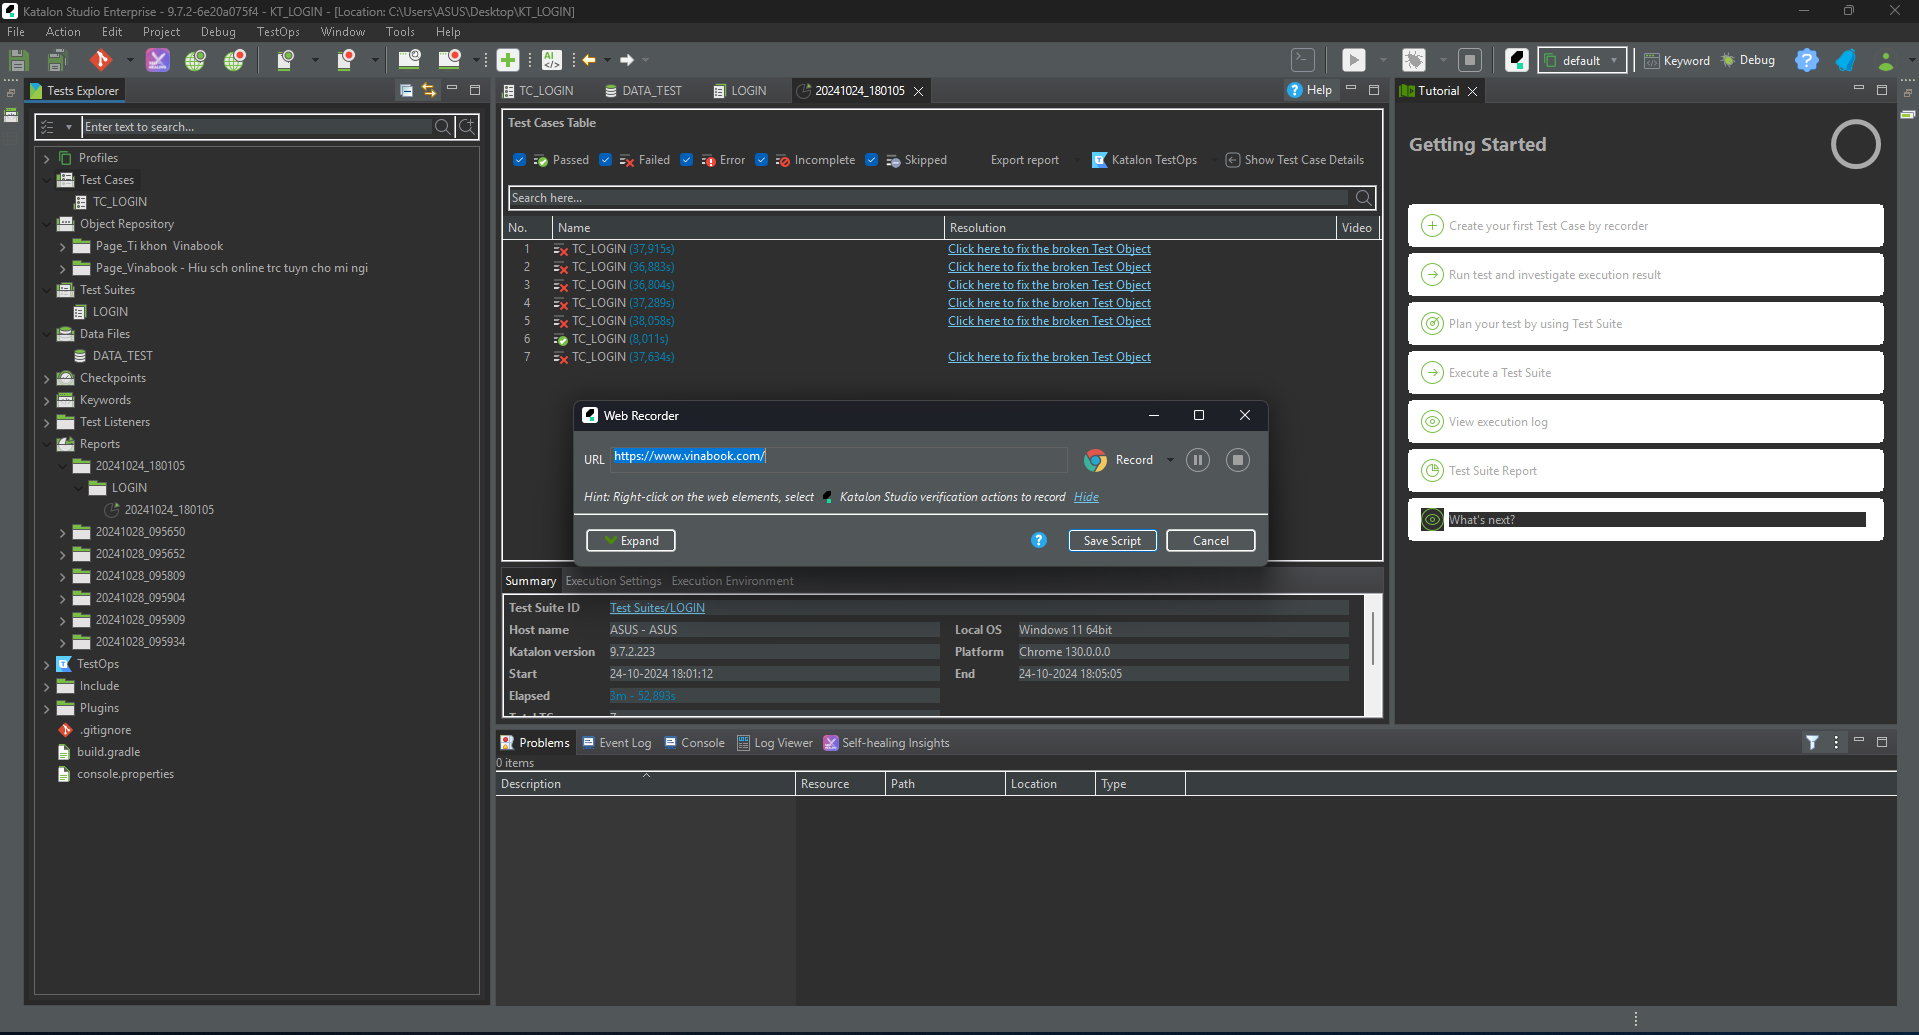 Katalon Studio Enterprise - 9.7.2-6e20a075f4 - KT_LOGIN - [Location: C:\Users\ASUS\Desktop\KT_LOGIN]
File Action Edit Project Debug TestOps Window Tools Help
default Keyword Debug
Tests Explorer
Enter text to search...
Profiles
Test Cases
TC_LOGIN
Object Repository
Page_Ti khon Vinabook
Page_Vinabook - Hiu sch online trc tuyn cho mi ngi
Test Suites
LOGIN
Data Files
DATA_TEST
Checkpoints
Keywords
Test Listeners
Reports
20241024_180105
LOGIN
20241024_180105
20241028_095650
20241028_095652
20241028_095809
20241028_095904
20241028_095909
20241028_095934
TestOps
Include
Plugins
.gitignore
build.gradle
console.properties
TC_LOGIN DATA_TEST LOGIN 20241024_180105 Help
Test Cases Table
Passed Failed Error Incomplete Skipped Export report Katalon TestOps Show Test Case Details
Search here...
No. Name Resolution Video
1 TC_LOGIN (37,915s) Click here to fix the broken Test Object
2 TC_LOGIN (36,883s) Click here to fix the broken Test Object
3 TC_LOGIN (36,804s) Click here to fix the broken Test Object
4 TC_LOGIN (37,289s) Click here to fix the broken Test Object
5 TC_LOGIN (38,058s) Click here to fix the broken Test Object
6 TC_LOGIN (8,011s)
7 TC_LOGIN (37,634s) Click here to fix the broken Test Object
Web Recorder
URL https://www.vinabook.com/ Record
Hint: Right-click on the web elements, select Katalon Studio verification actions to record Hide
Expand Save Script Cancel
Summary Execution Settings Execution Environment
Test Suite ID Test Suites/LOGIN
Host name ASUS - ASUS Local OS Windows 11 64bit
Katalon version 9.7.2.223 Platform Chrome 130.0.0.0
Start 24-10-2024 18:01:12 End 24-10-2024 18:05:05
Elapsed 3m - 52,893s
Tutorial
Getting Started
Create your first Test Case by recorder
Run test and investigate execution result
Plan your test by using Test Suite
Execute a Test Suite
View execution log
Test Suite Report
What's next?
Problems Event Log Console Log Viewer Self-healing Insights
0 items
Description Resource Path Location Type